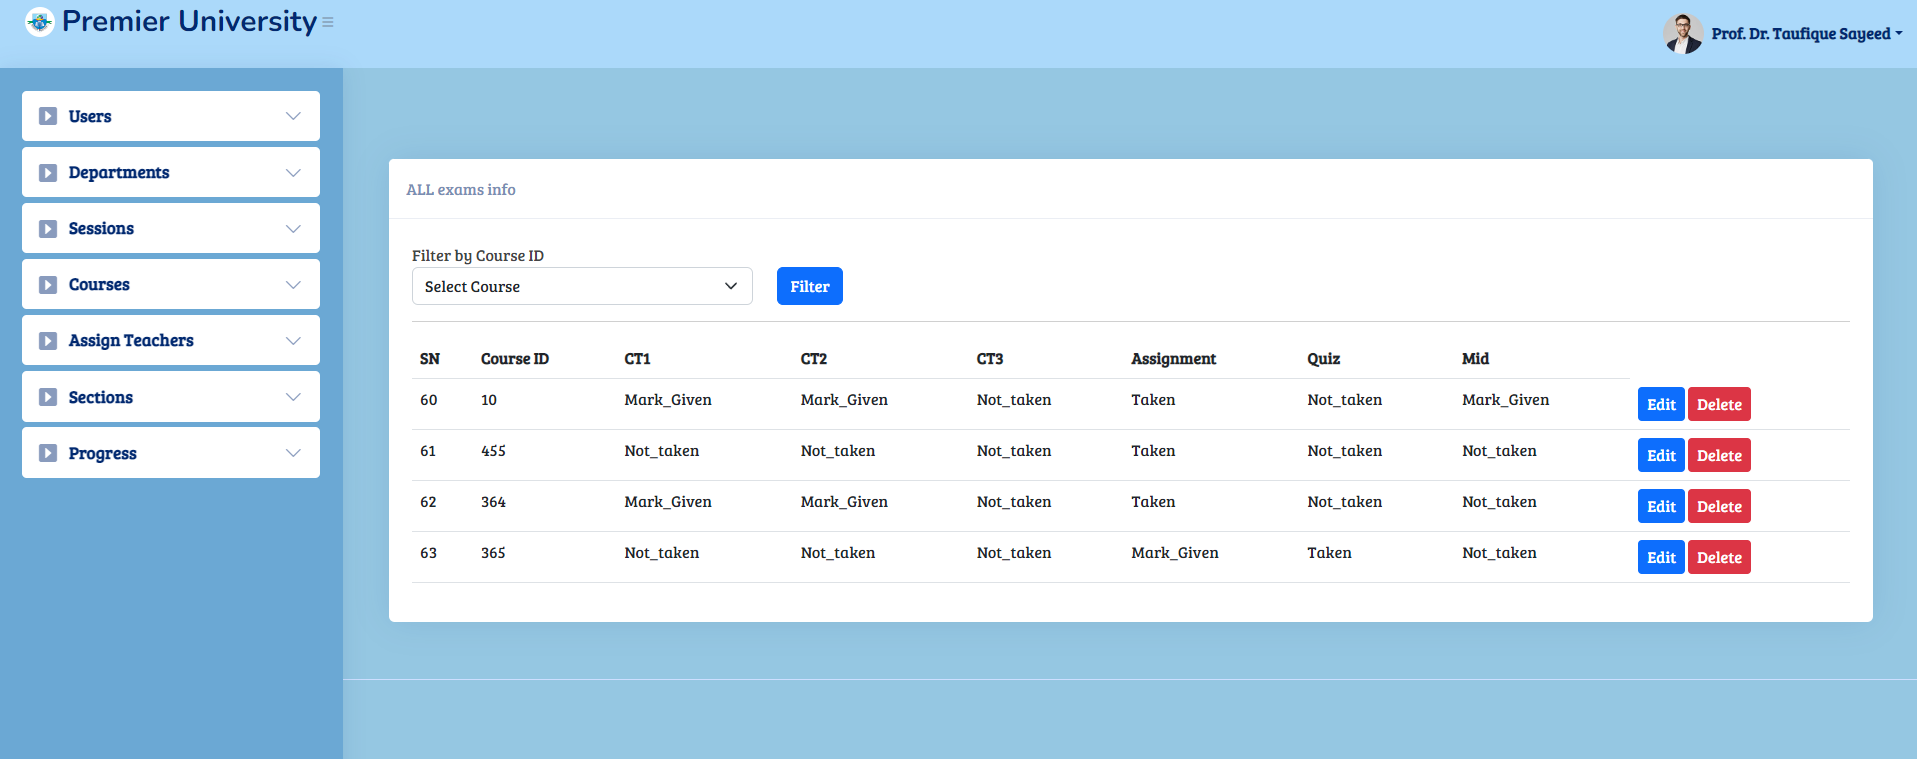 Premier University
Prof. Dr. Taufique Sayeed
Users
Departments
Sessions
Courses
Assign Teachers
Sections
Progress
ALL exams info
Filter by Course ID
Select Course
Filter
SN Course ID CT1 CT2 CT3 Assignment Quiz Mid
60 10 Mark_Given Mark_Given Not_taken Taken Not_taken Mark_Given Edit Delete
61 455 Not_taken Not_taken Not_taken Taken Not_taken Not_taken Edit Delete
62 364 Mark_Given Mark_Given Not_taken Taken Not_taken Not_taken Edit Delete
63 365 Not_taken Not_taken Not_taken Mark_Given Taken Not_taken Edit Delete